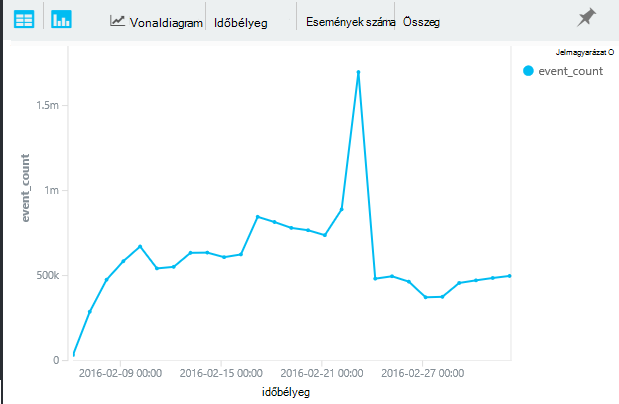 Vonaldiagram Időbélyeg Események száma Összeg
Jelmagyarázat O
event_count
1.5m
1m
500k
0
event_count
2016-02-09 00:00 2016-02-15 00:00 2016-02-21 00:00 2016-02-27 00:00
időbélyeg